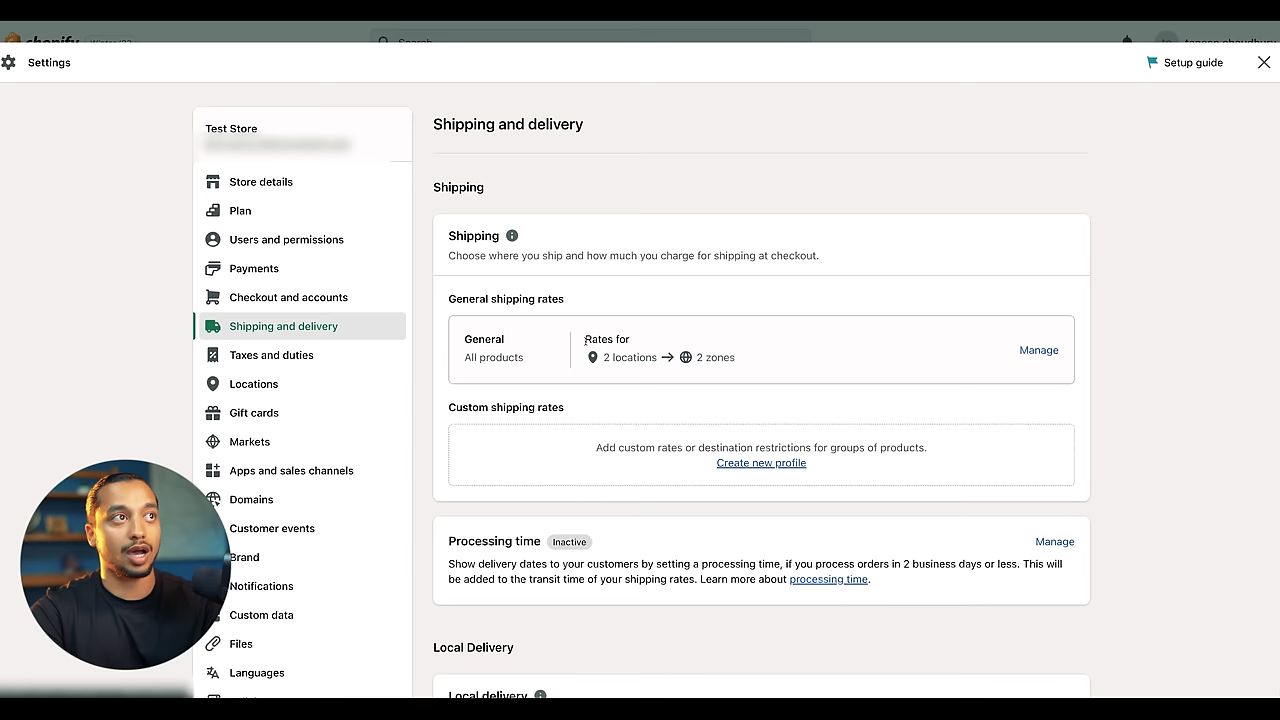 Settings
Setup guide
Test Store
Store details
Plan
Users and permissions
Payments
Checkout and accounts
Shipping and delivery
Taxes and duties
Locations
Gift cards
Markets
Apps and sales channels
Domains
Customer events
Brand
Notifications
Custom data
Files
Languages
Shipping and delivery
Shipping
Shipping
Choose where you ship and how much you charge for shipping at checkout.
General shipping rates
General
All products
Rates for
2 locations → 2 zones
Manage
Custom shipping rates
Add custom rates or destination restrictions for groups of products.
Create new profile
Processing time Inactive
Manage
Show delivery dates to your customers by setting a processing time, if you process orders in 2 business days or less. This will
be added to the transit time of your shipping rates. Learn more about processing time.
Local Delivery
Local delivery